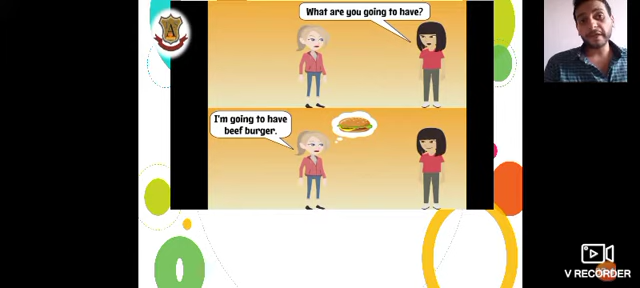 What are you going to have?
I'm going to have
beef burger.
A
V RECORDER